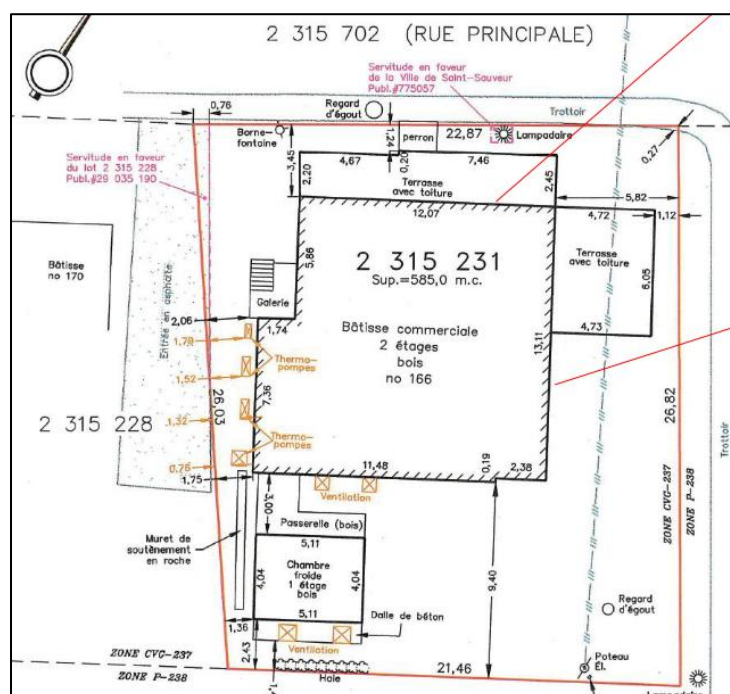 2 315 702 (RUE PRINCIPALE)
Servitude en faveur
de la Ville de Saint-Sauveur
Publ.#775057
0,76
Regard
d'égout
Trottoir
Borne-
fontaine
1,24
perron
22,87
Lampadaire
0,27
3,45
Servitude en faveur
du lot 2 315 228
Publ.#29 035 190
2,20
4,67
0,20
7,46
2,45
5,82
Terrasse
avec toiture
12,07
4,72
1,12
5,86
2 315 231
Sup.=585,0 m.c.
Terrasse
avec toiture
6,05
Bâtisse
no 170
Entrée en asphalte
Galerie
2,06
1,74
Bâtisse commerciale
2 étages
bois
no 166
13,11
4,73
1,79
Thermo-
pompes
1,52
7,36
26,03
26,82
2 315 228
1,32
Thermo-
pompes
Trottoir
0,76
11,48
0,19
2,38
1,75
Ventilation
ZONE CVG-237
ZONE P-238
3,00
Passerelle (bois)
Muret de
soutènement
en roche
5,11
9,40
4,04
Chambre
froide
1 étage
bois
4,04
Regard
d'égout
5,11
1,36
Dalle de béton
2,43
Ventilation
ZONE CVG-237
ZONE P-238
21,46
Poteau
Él.
Haie